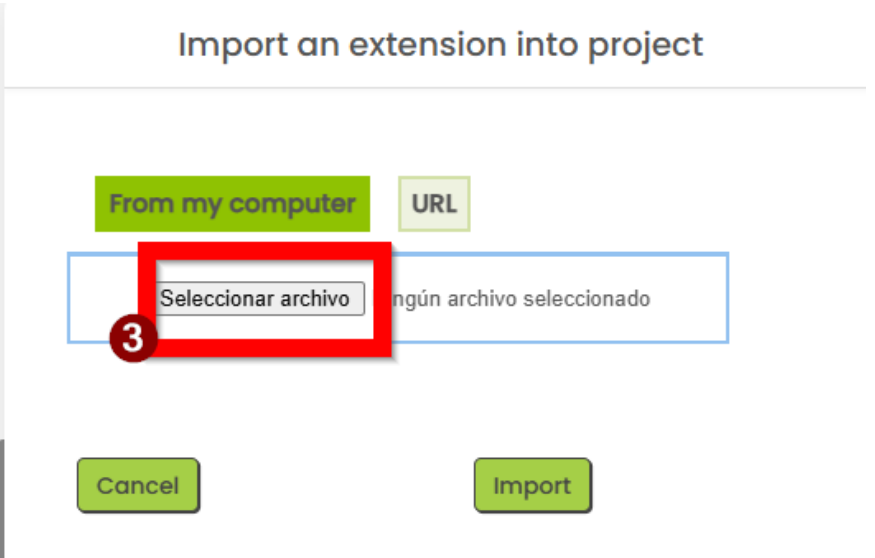 Import an extension into project
From my computer URL
Seleccionar archivo ngún archivo seleccionado
3
Cancel Import